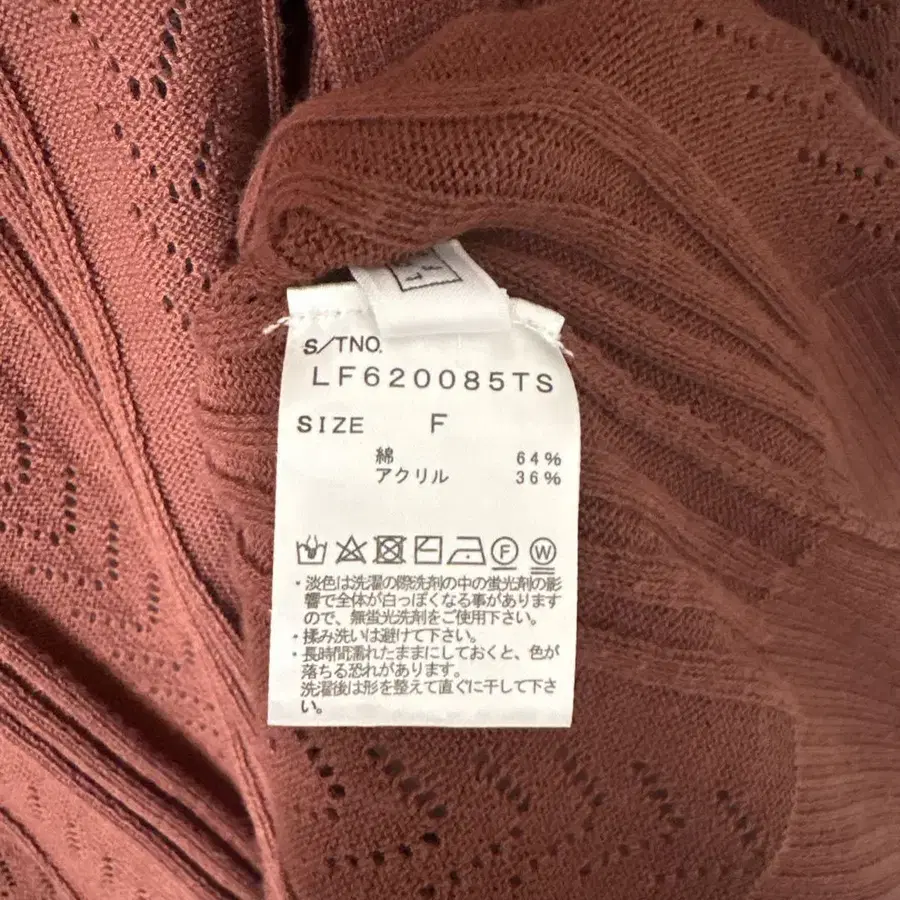 S/TNO.
LF620085TS
SIZE F
綿 64%
アクリル 36%
F W
・淡色は洗濯の際洗剤の中の蛍光剤の影
響で全体が白っぽくなる事があります
ので、無蛍光洗剤をご使用下さい。
・揉み洗いは避けて下さい。
・長時間濡れたままにしておくと、色が
落ちる恐れがあります。
洗濯後は形を整えて直ぐに干して下さ
い。